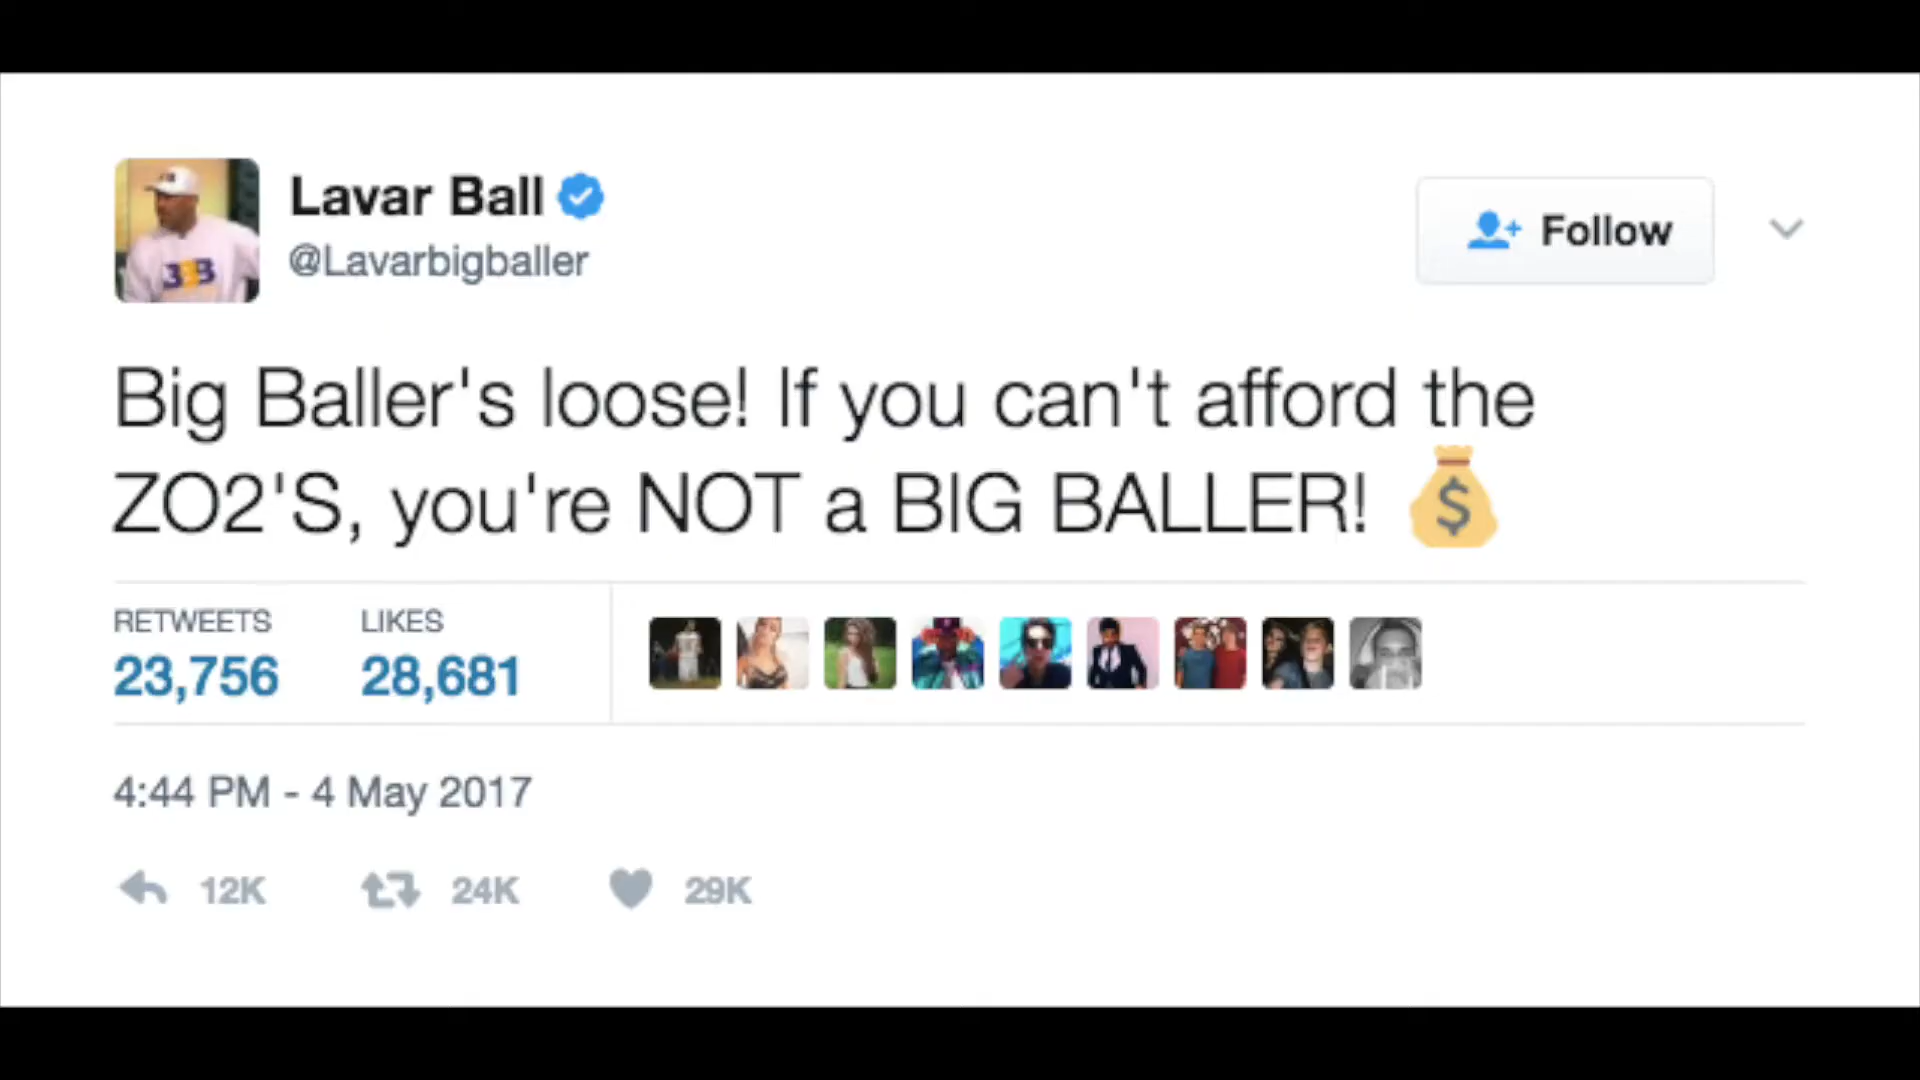 Lavar Ball
@Lavarbigballer
Follow
Big Baller's loose! If you can't afford the
ZO2'S, you're NOT a BIG BALLER!
RETWEETS LIKES
23,756 28,681
4:44 PM - 4 May 2017
12K 24K 29K